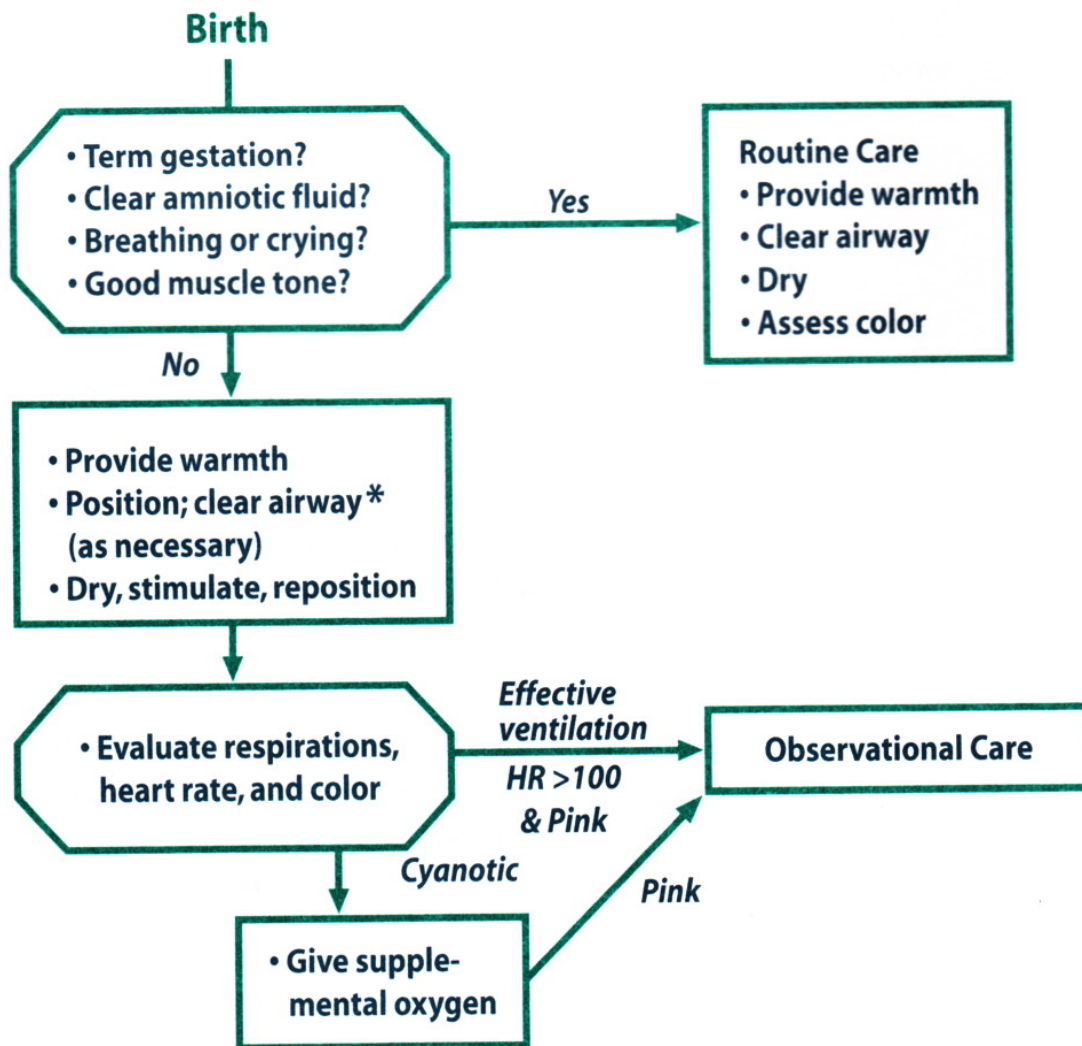 Birth
• Term gestation?
• Clear amniotic fluid?
• Breathing or crying?
• Good muscle tone?
Yes
Routine Care
• Provide warmth
• Clear airway
• Dry
• Assess color
No
• Provide warmth
• Position; clear airway*
(as necessary)
• Dry, stimulate, reposition
• Evaluate respirations,
heart rate, and color
Effective
ventilation
HR >100
& Pink
Observational Care
Cyanotic
Pink
• Give supple-
mental oxygen